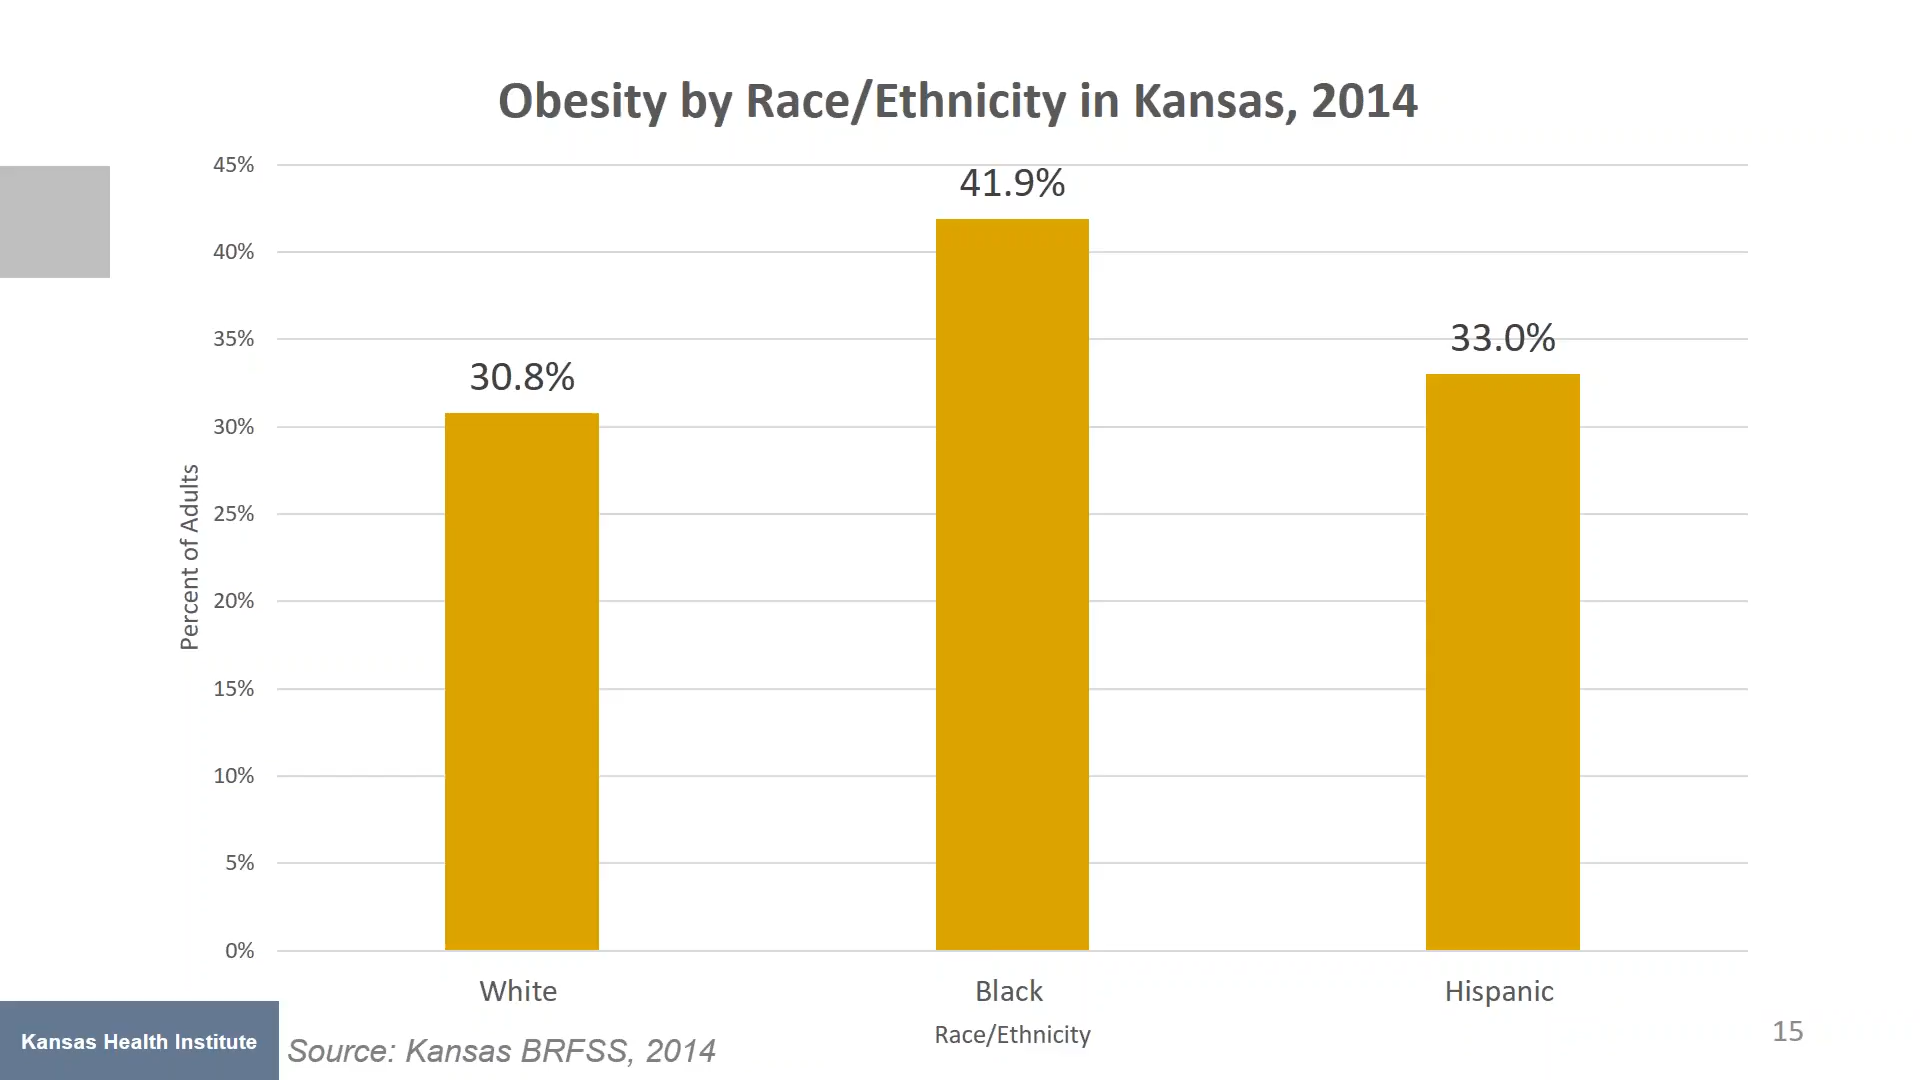 Obesity by Race/Ethnicity in Kansas, 2014
45%
40%
35%
30%
25%
20%
15%
10%
5%
0%
Percent of Adults
30.8%
41.9%
33.0%
White
Black
Hispanic
Race/Ethnicity
Kansas Health Institute
Source: Kansas BRFSS, 2014
15